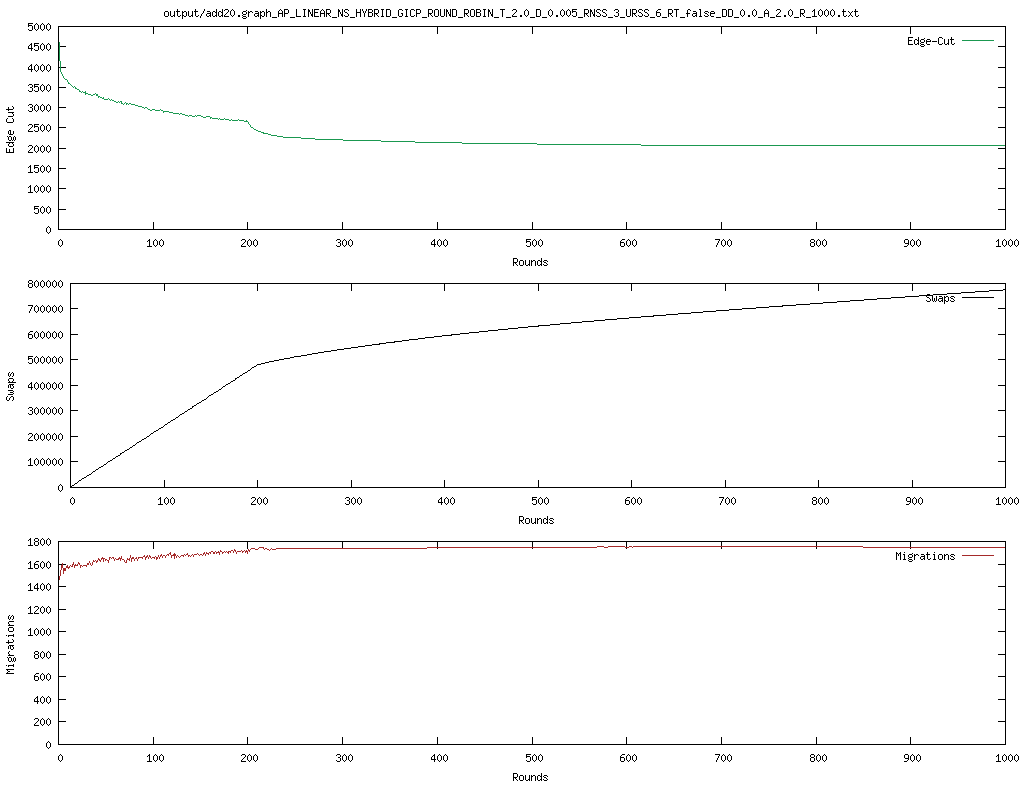 output/add20.graph_AP_LINEAR_NS_HYBRID_GICP_ROUND_ROBIN_T_2.0_D_0.005_RNSS_3_URSS_6_RT_false_DD_0.0_A_2.0_R_1000.txt
5000
4500
4000
3500
3000
2500
2000
1500
1000
500
0
Edge Cut
Edge-Cut
0 100 200 300 400 500 600 700 800 900 1000
Rounds
800000
700000
600000
500000
400000
300000
200000
100000
0
Swaps
Swaps
0 100 200 300 400 500 600 700 800 900 1000
Rounds
1800
1600
1400
1200
1000
800
600
400
200
0
Migrations
Migrations
0 100 200 300 400 500 600 700 800 900 1000
Rounds